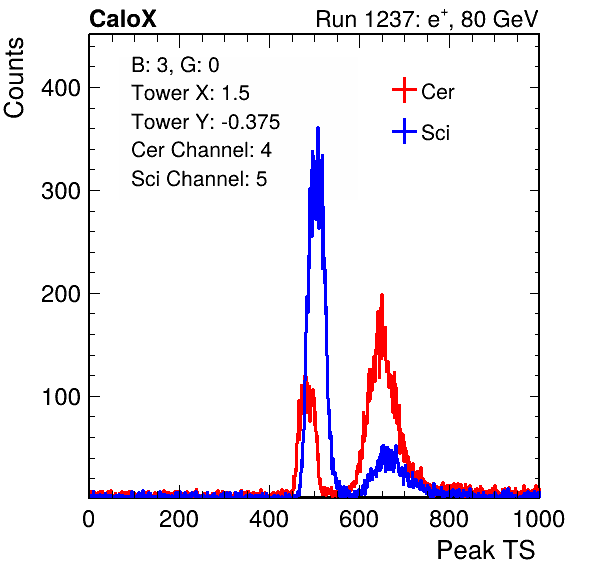 CaloX Run 1237: e⁺, 80 GeV
Counts
B: 3, G: 0
Tower X: 1.5
Tower Y: -0.375
Cer Channel: 4
Sci Channel: 5
Cer
Sci
400
300
200
100
0 200 400 600 800 1000
Peak TS